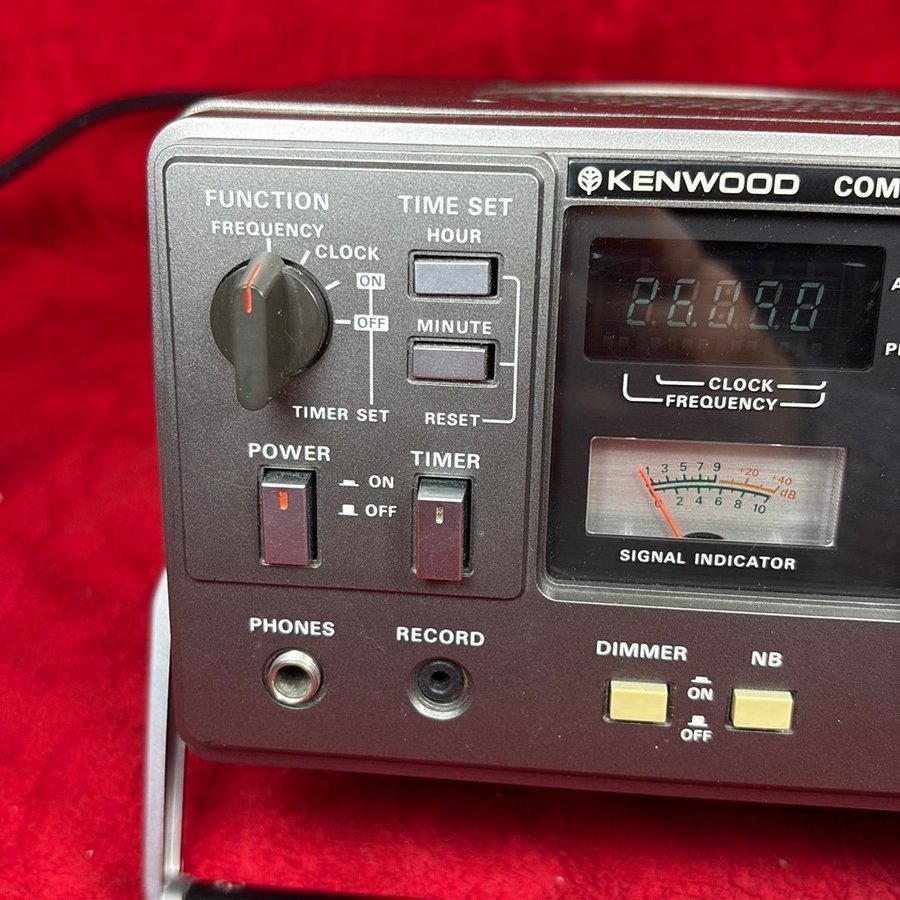 FUNCTION
FREQUENCY
CLOCK
ON
OFF
TIMER SET
TIME SET
HOUR
MINUTE
RESET
POWER
ON
OFF
TIMER
PHONES
RECORD
KENWOOD COM
CLOCK
FREQUENCY
1 3 5 7 9 +20 +40 dB
0 2 4 6 8 10
SIGNAL INDICATOR
DIMMER
ON
OFF
NB
A
P